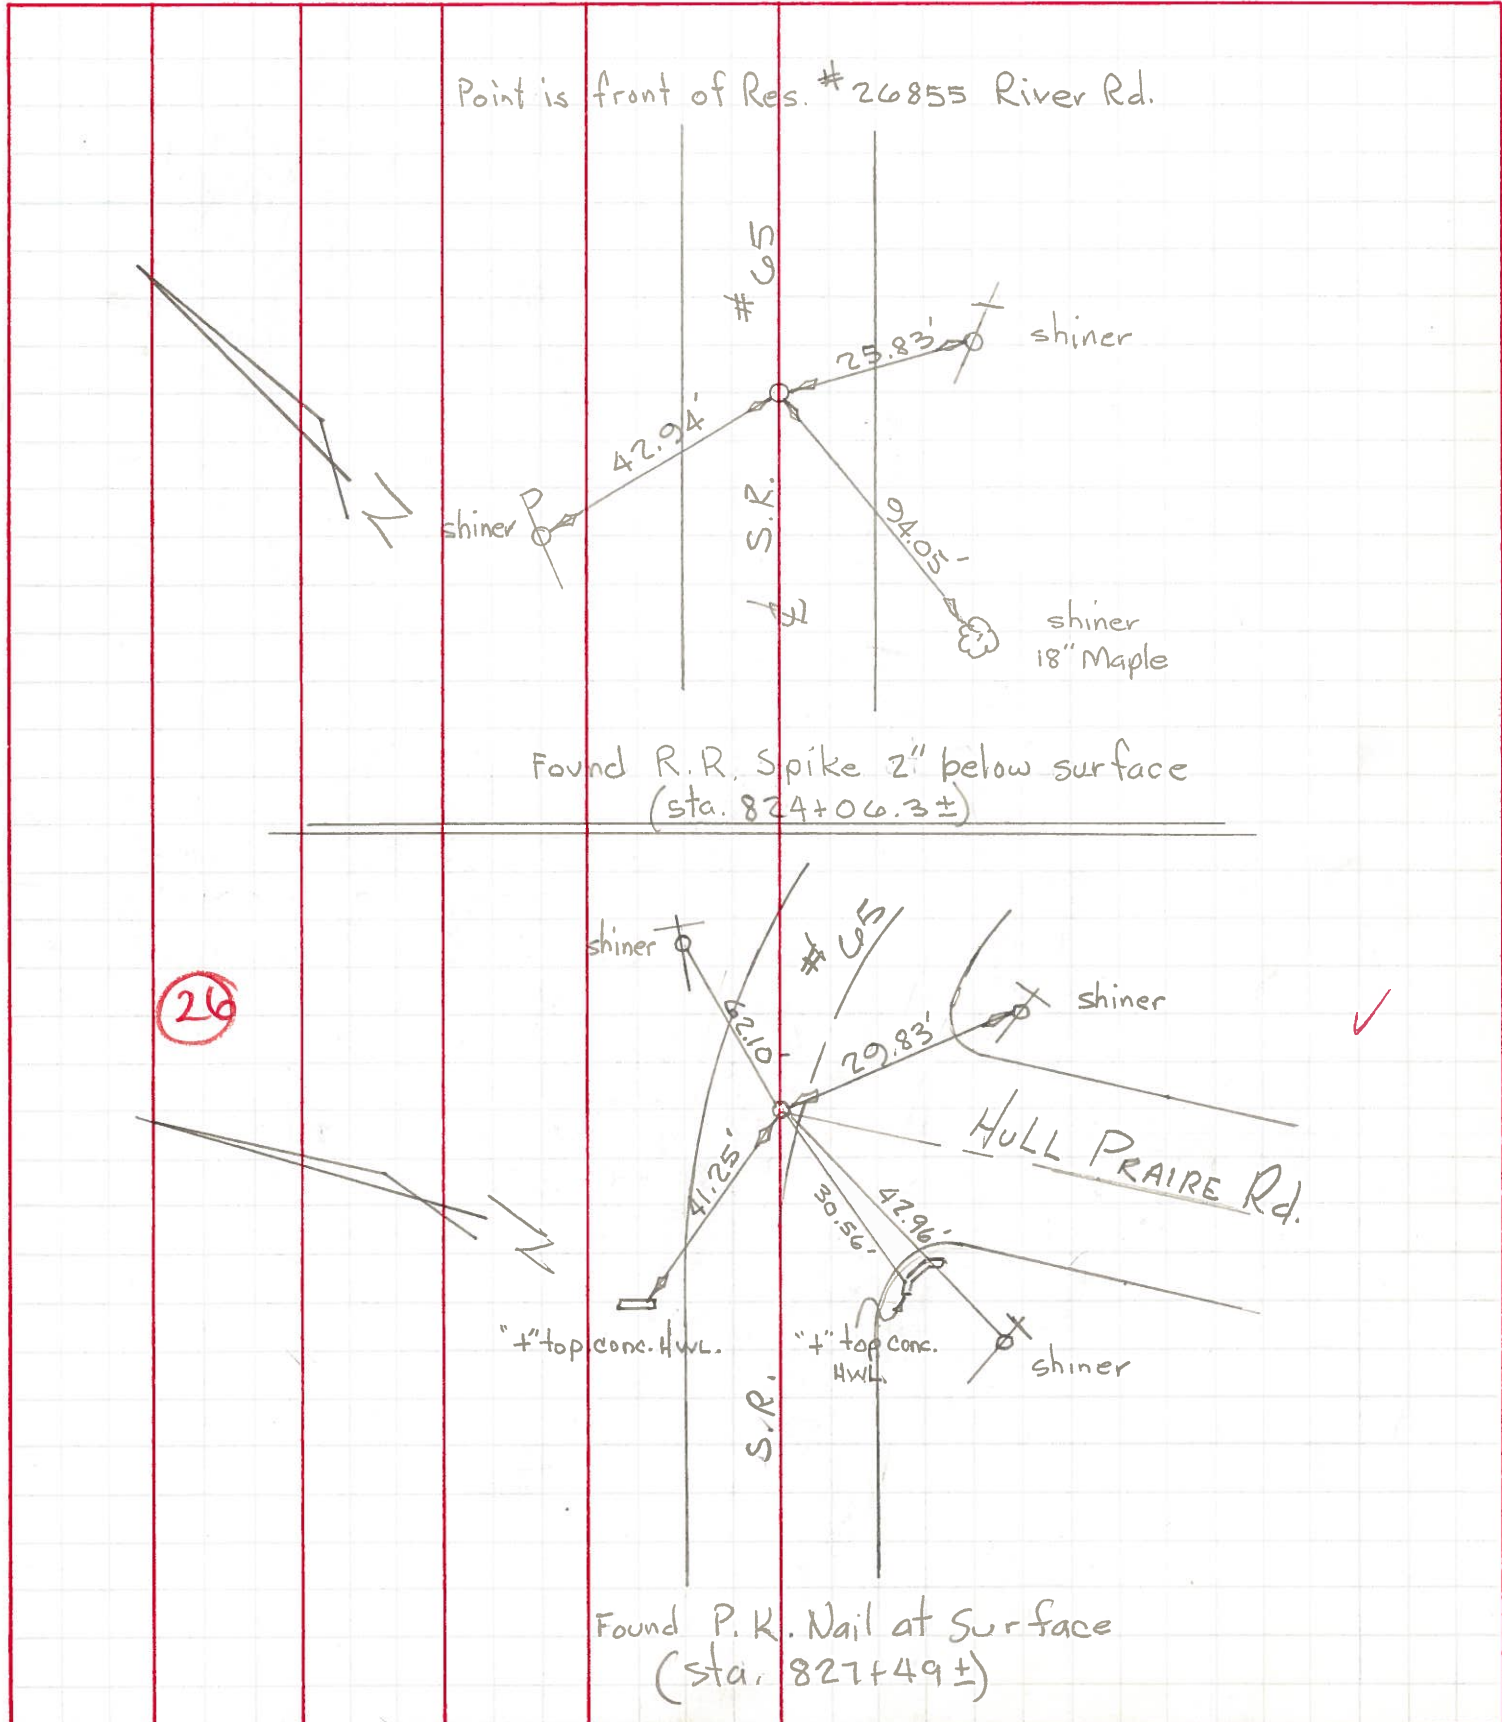 Point is front of Res. #26855 River Rd.
# 65
25.83'
shiner
42.94'
shiner
P
S.R.
℄
94.05'
N
shiner
18" Maple
Found R.R. Spike 2" below surface
(sta. 824+06.3±)
shiner
# 65
26
62.10'
29.83'
shiner
HULL PRAIRE Rd.
41.25'
30.56'
42.96'
N
"+" top conc. HWL.
"+" top conc.
HWL.
shiner
S.R.
Found P.K. Nail at Surface
(sta. 827+49±)